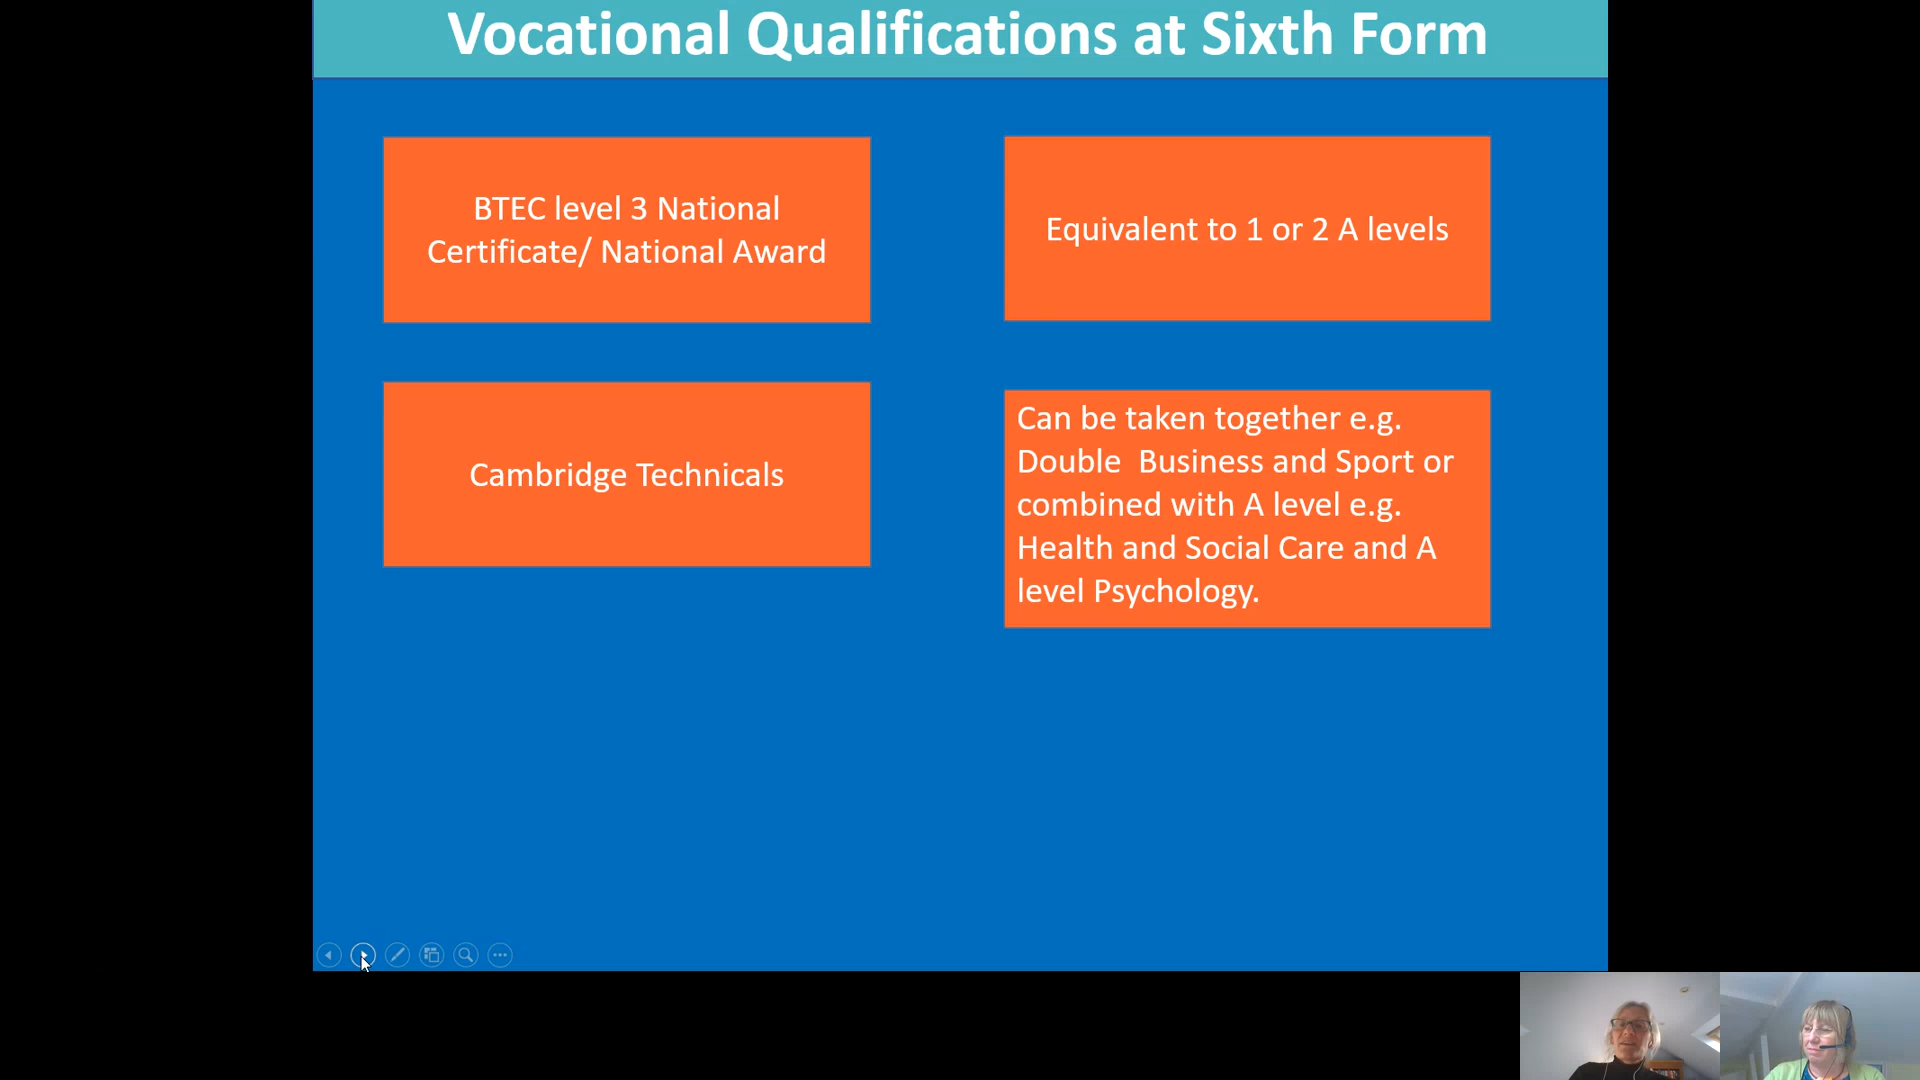 Vocational Qualifications at Sixth Form
BTEC level 3 National
Certificate/ National Award
Equivalent to 1 or 2 A levels
Cambridge Technicals
Can be taken together e.g.
Double  Business and Sport or
combined with A level e.g.
Health and Social Care and A
level Psychology.